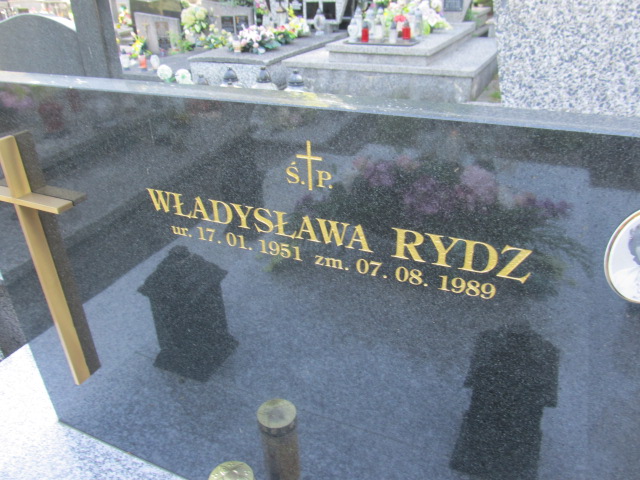 Ś.P.
WŁADYSŁAWA RYDZ
ur. 17.01.1951 zm. 07.08.1989